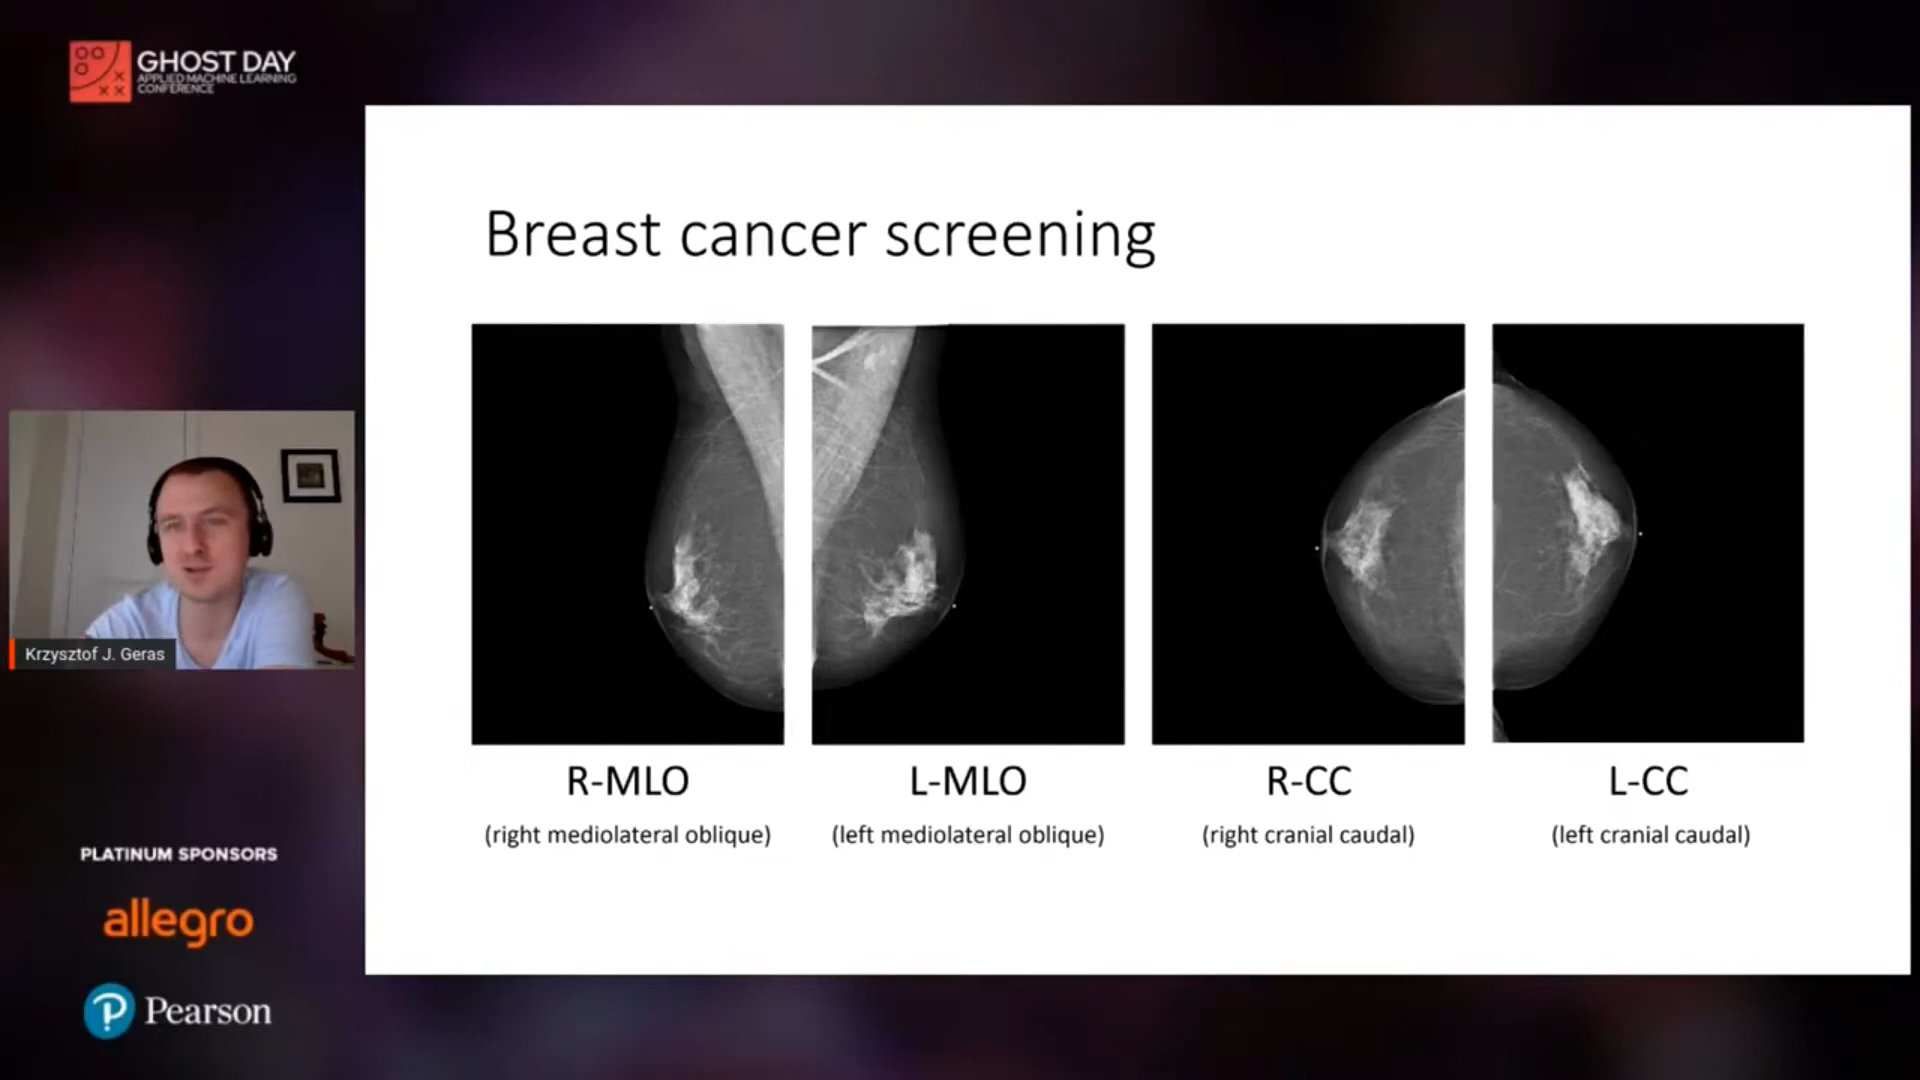 GHOST DAY
APPLIED MACHINE LEARNING
CONFERENCE
Breast cancer screening
R-MLO
(right mediolateral oblique)
L-MLO
(left mediolateral oblique)
R-CC
(right cranial caudal)
L-CC
(left cranial caudal)
Krzysztof J. Geras
PLATINUM SPONSORS
allegro
P Pearson